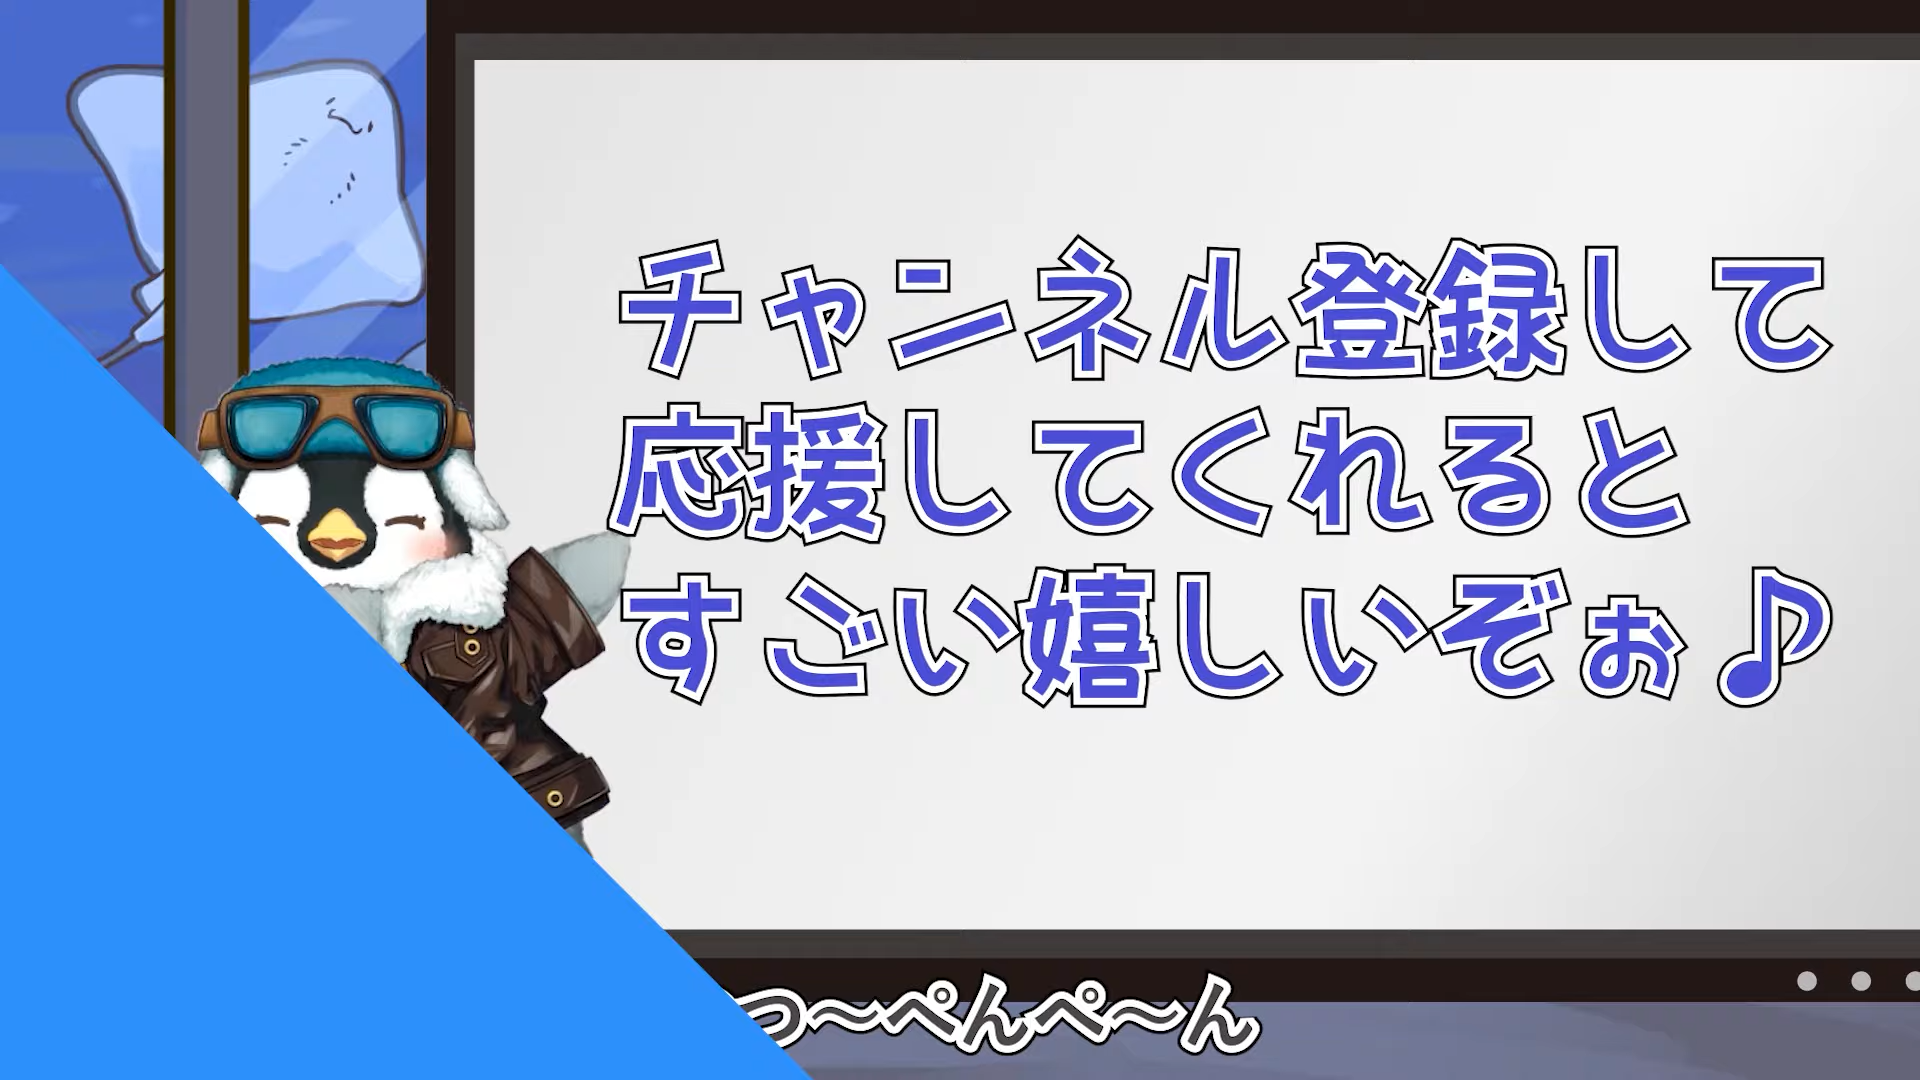 チャンネル登録して
応援してくれると
すごい嬉しいぞぉ♪
つ～ぺんぺ～ん